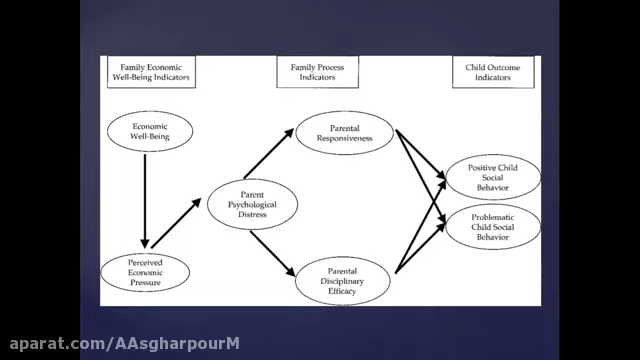 Family Economic
Well-Being Indicators
Family Process
Indicators
Child Outcome
Indicators
Economic
Well-Being
Parental
Responsiveness
Positive Child
Social
Behavior
Parent
Psychological
Distress
Problematic
Child Social
Behavior
Perceived
Economic
Pressure
Parental
Disciplinary
Efficacy
aparat.com/AAsgharpourM